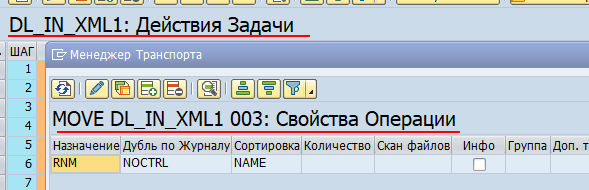 DL_IN_XML1: Действия Задачи
ШАГ
Менеджер Транспорта
1
2
3
4
MOVE DL_IN_XML1 003: Свойства Операции
5
Назначение Дубль по Журналу Сортировка Количество Скан файлов Инфо Группа Доп. т
6
RNM NOCTRL NAME
7